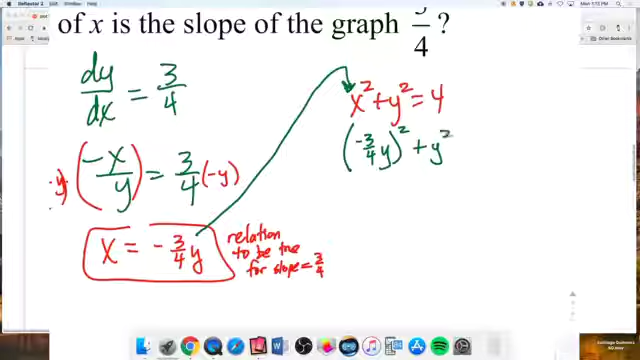 of x is the slope of the graph 3/4 ?
dy/dx = 3/4
x² + y² = 4
(-3/4 y)² + y²
-y (-x/y) = 3/4 (-y)
x = -3/4 y
relation
to be true
for slope = 3/4